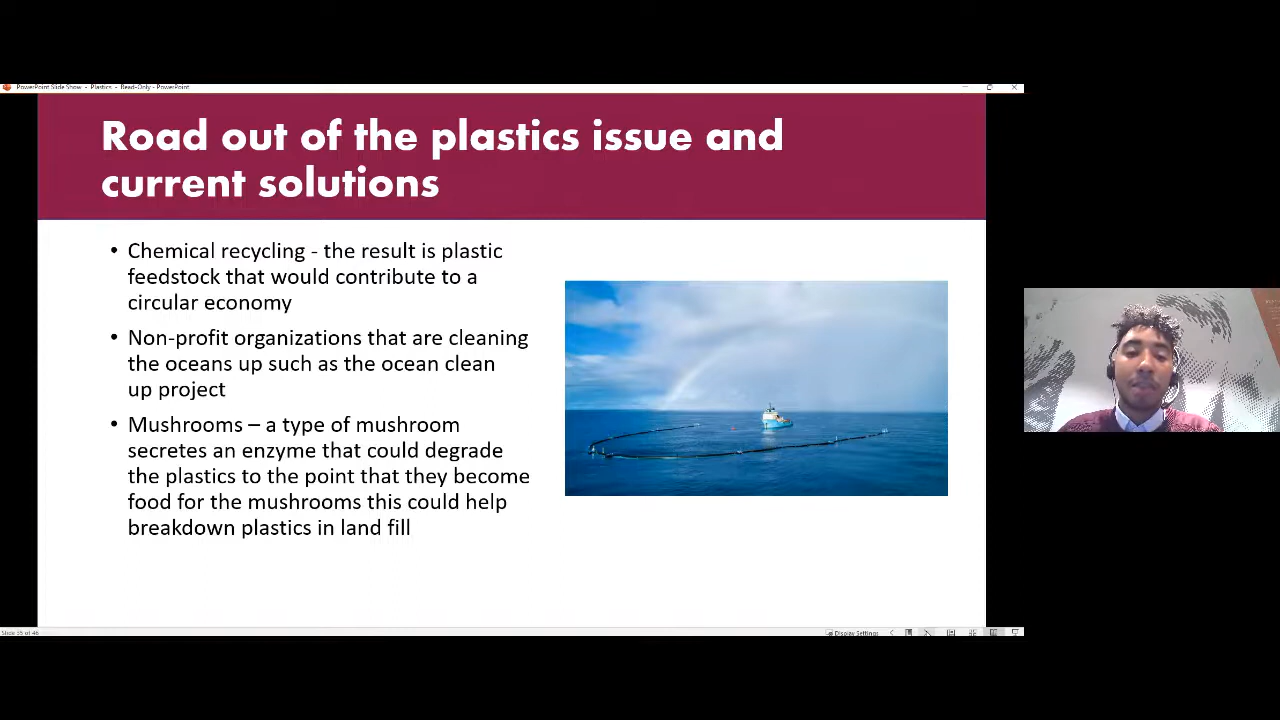 PowerPoint Slide Show - Plastics - Read-Only - PowerPoint
Road out of the plastics issue and
current solutions
• Chemical recycling - the result is plastic
feedstock that would contribute to a
circular economy
• Non-profit organizations that are cleaning
the oceans up such as the ocean clean
up project
• Mushrooms – a type of mushroom
secretes an enzyme that could degrade
the plastics to the point that they become
food for the mushrooms this could help
breakdown plastics in land fill
Slide 35 of 46
Display Settings